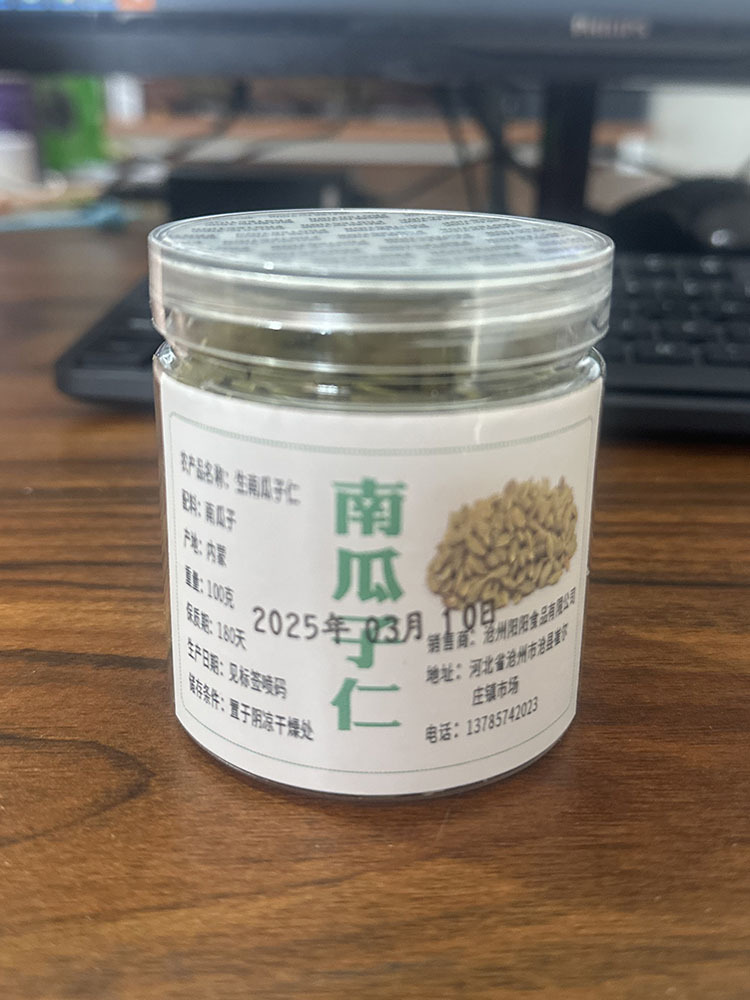 农产品名称：生南瓜子仁
配料：南瓜子
产地：内蒙
重量：100克
保质期：180天
生产日期：见标签喷码
储存条件：置于阴凉干燥处
南瓜子仁
2025年 03月 10日
销售商：沧州阳阳食品有限公司
地址：河北省沧州市沧县崔尔
庄镇市场
电话：13785742023
PHILIPS